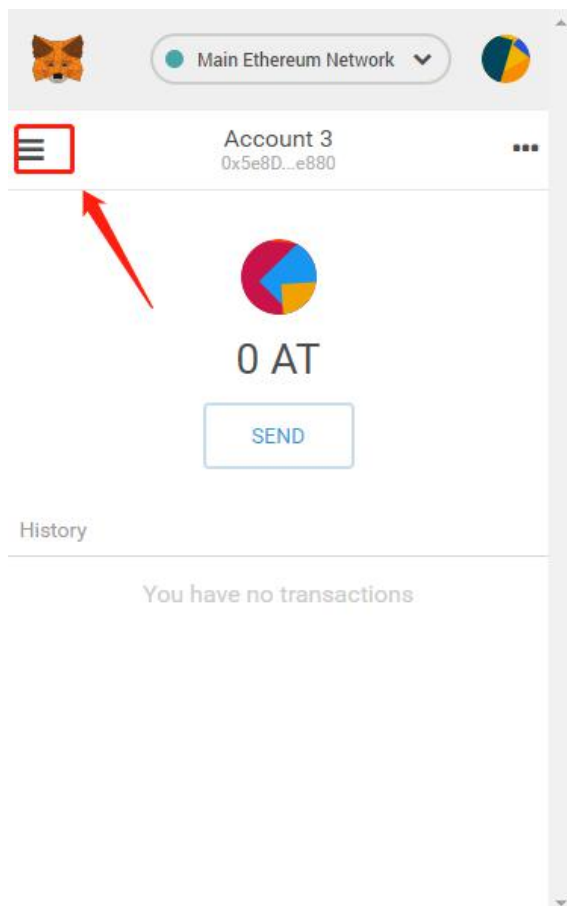 Main Ethereum Network
Account 3
0x5e8D...e880
0 AT
SEND
History
You have no transactions